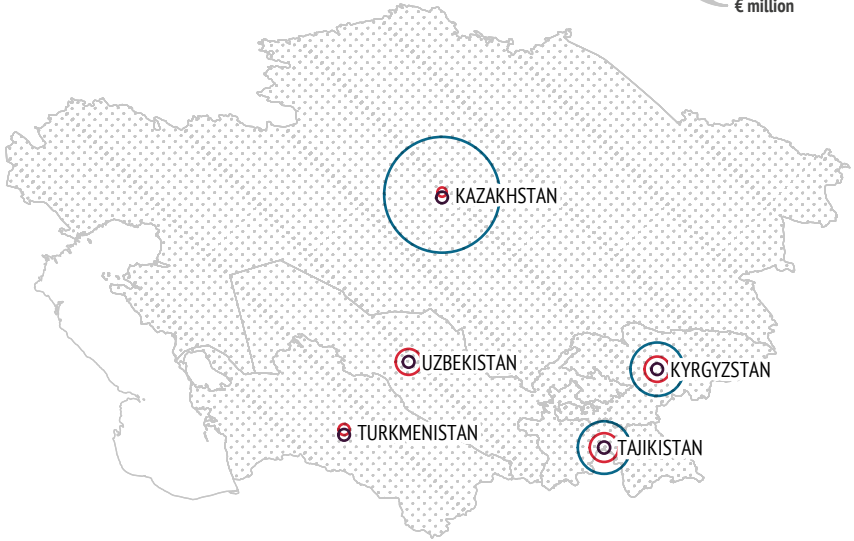 € million
KAZAKHSTAN
UZBEKISTAN
KYRGYZSTAN
TURKMENISTAN
TAJIKISTAN